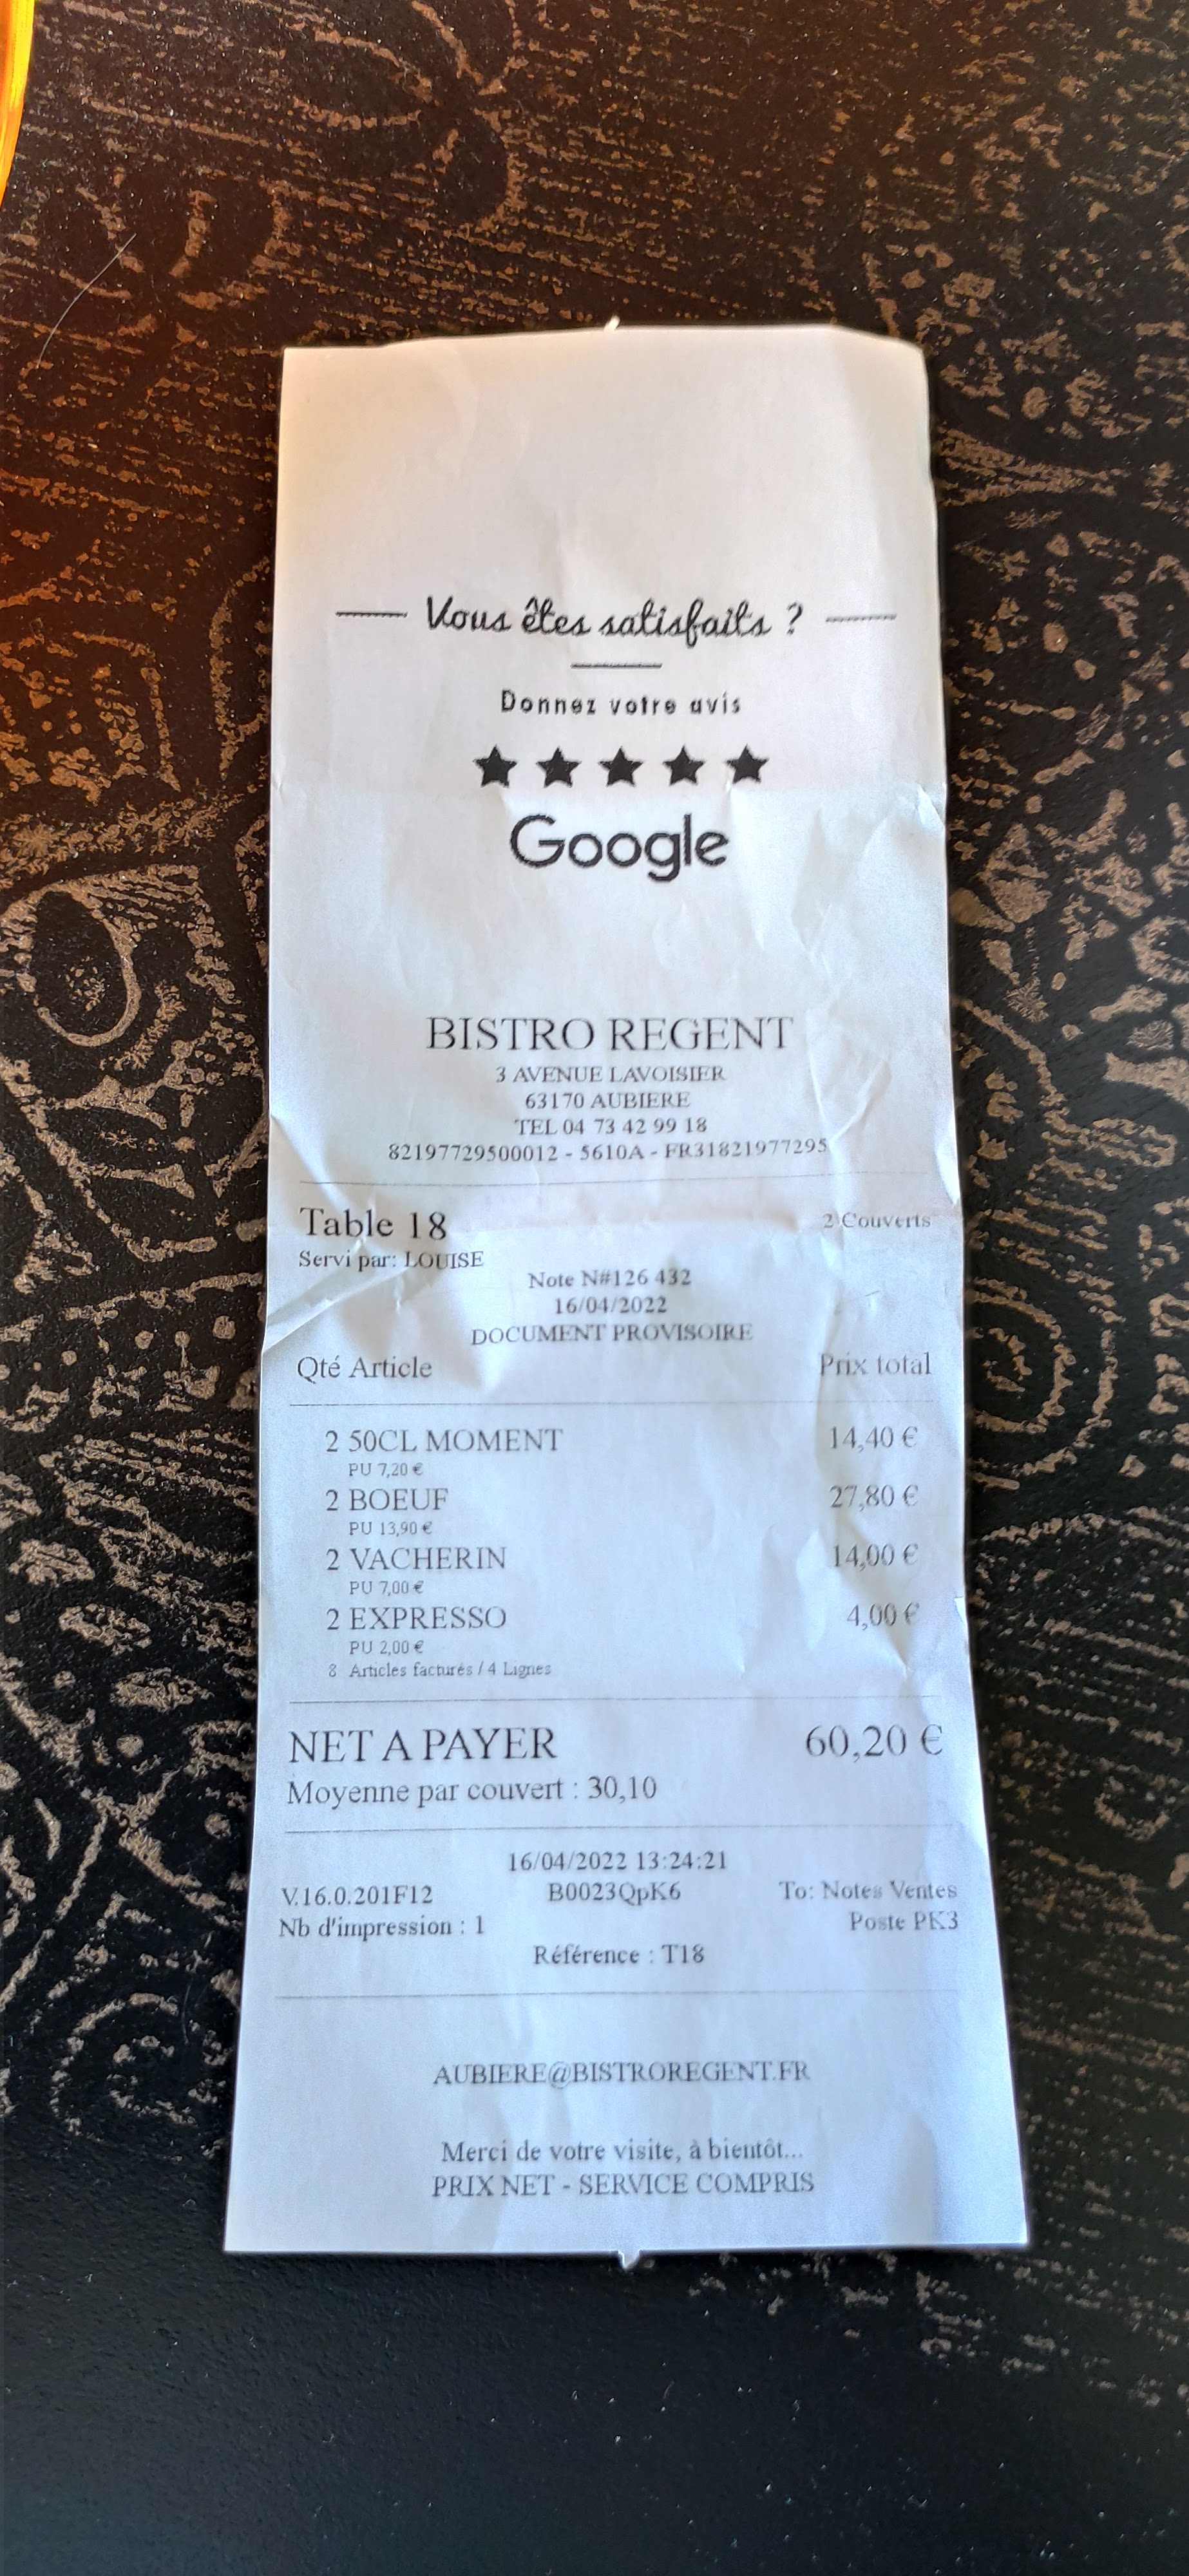 Vous êtes satisfaits ?
Donnez votre avis
★★★★★
Google
BISTRO REGENT
3 AVENUE LAVOISIER
63170 AUBIERE
TEL 04 73 42 99 18
82197729500012 - 5610A - FR31821977295
Table 18 2 Couverts
Servi par: LOUISE
Note N#126 432
16/04/2022
DOCUMENT PROVISOIRE
Qté Article Prix total
2 50CL MOMENT 14,40 €
PU 7,20 €
2 BOEUF 27,80 €
PU 13,90 €
2 VACHERIN 14,00 €
PU 7,00 €
2 EXPRESSO 4,00 €
PU 2,00 €
8 Articles facturés / 4 Lignes
NET A PAYER 60,20 €
Moyenne par couvert : 30,10
16/04/2022 13:24:21
V.16.0.201F12 B0023QpK6 To: Notes Ventes
Nb d'impression : 1 Poste PK3
Référence : T18
AUBIERE@BISTROREGENT.FR
Merci de votre visite, à bientôt...
PRIX NET - SERVICE COMPRIS